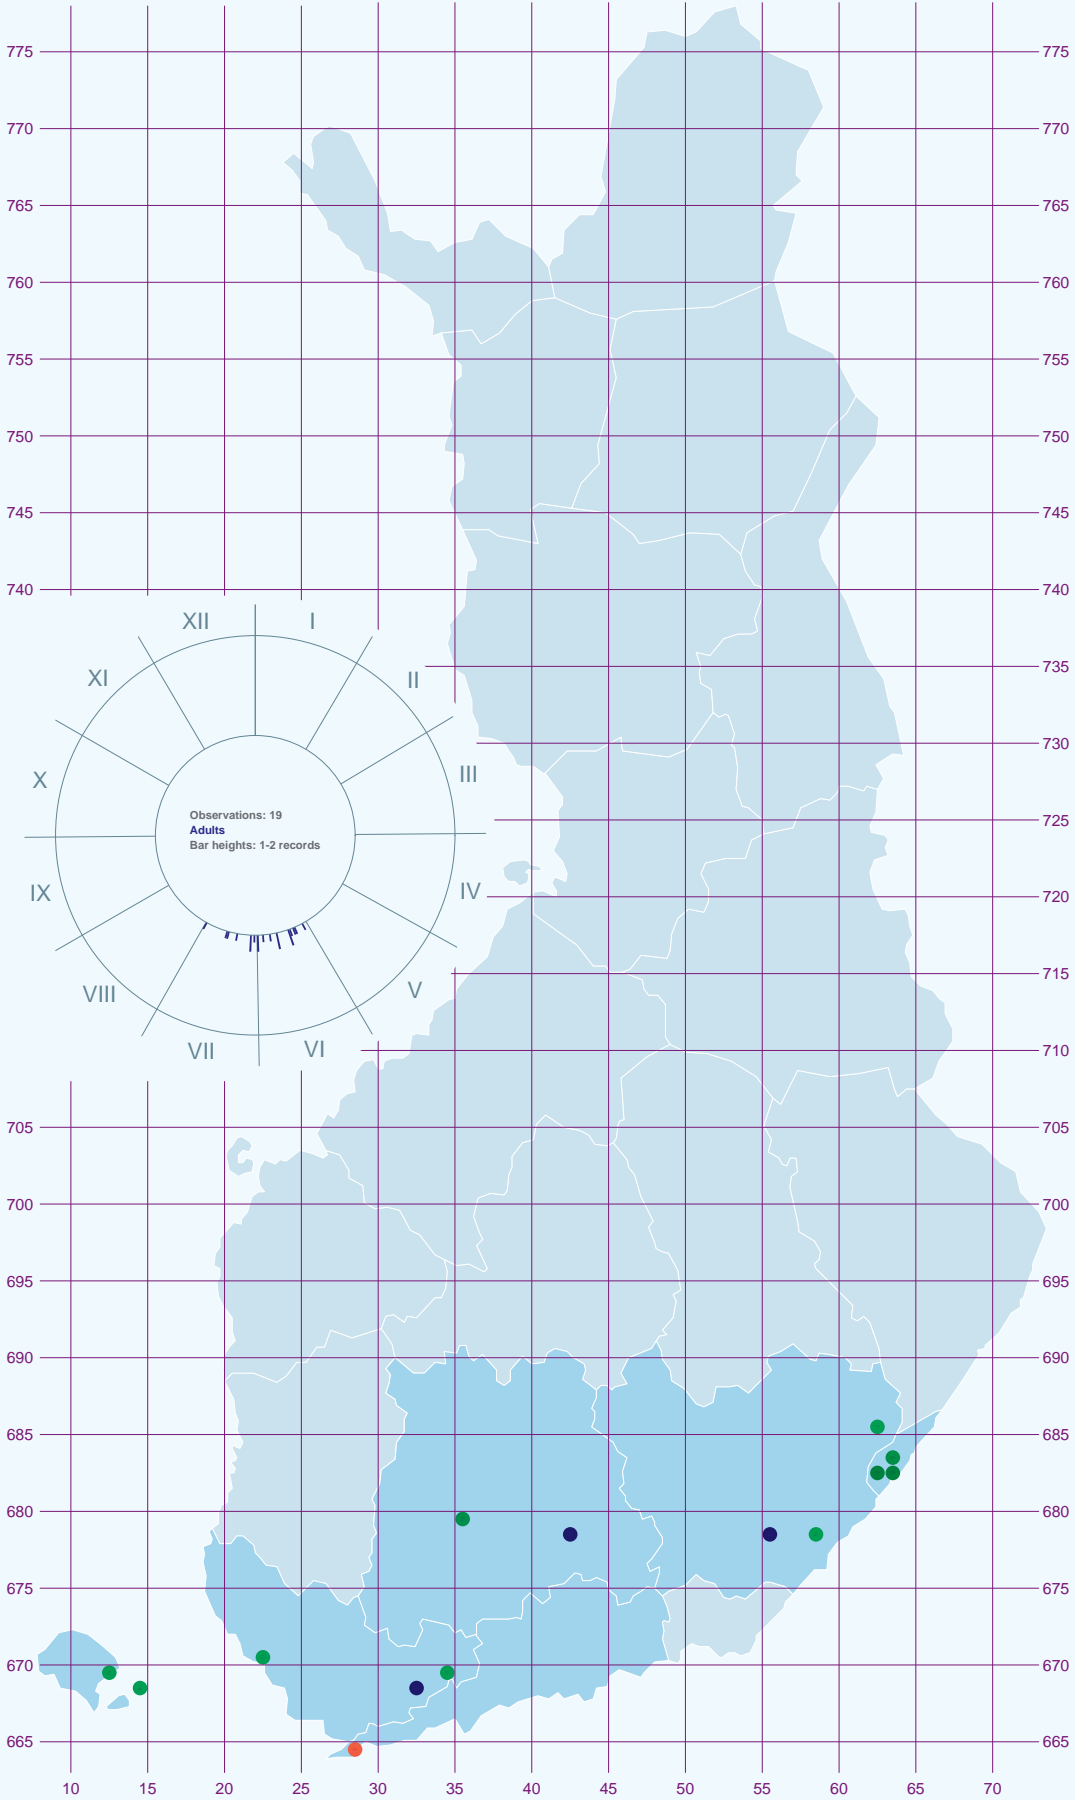 775 775
770 770
765 765
760 760
755 755
750 750
745 745
740 740
XII I
735
XI II
730
X III
Observations: 19
Adults
Bar heights: 1-2 records
725
IX IV
720
VIII V
715
VII VI
710
705 705
700 700
695 695
690 690
685 685
680 680
675 675
670 670
665 665
10 15 20 25 30 35 40 45 50 55 60 65 70